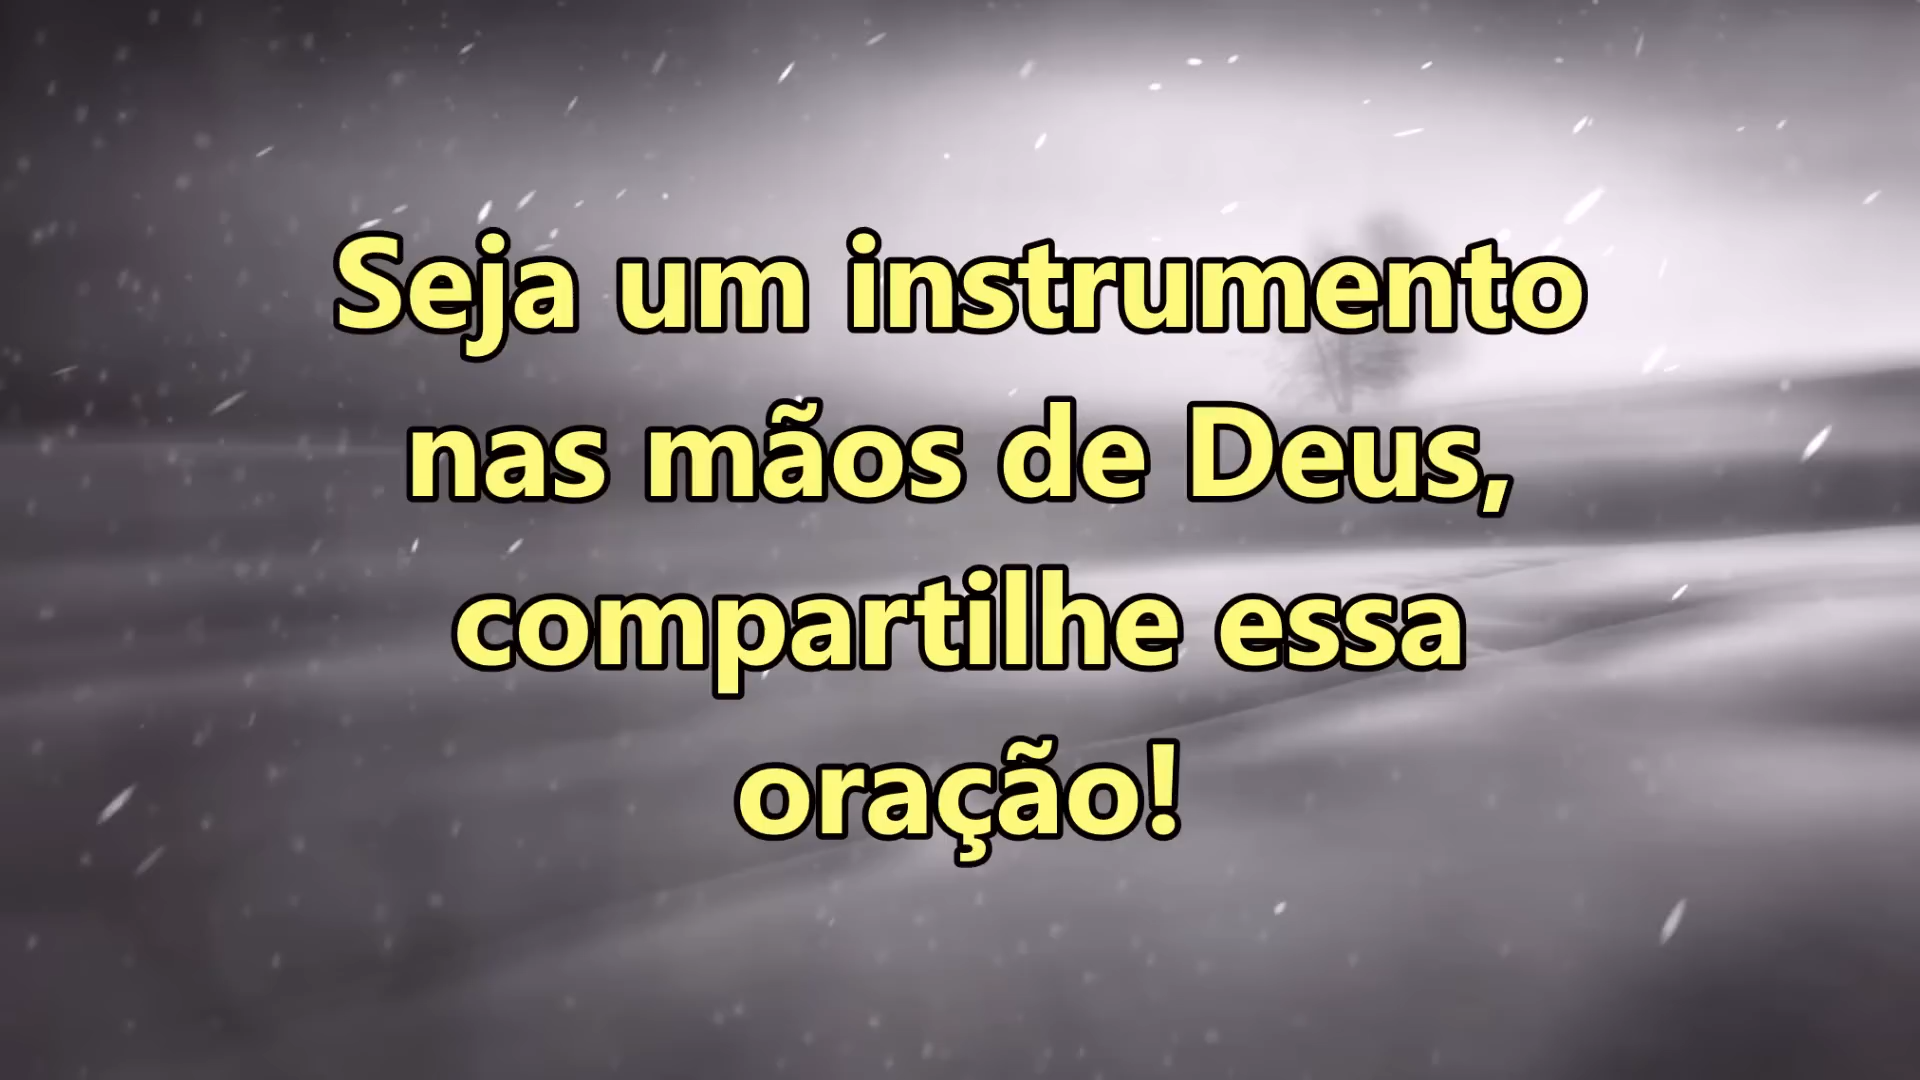 Seja um instrumento
nas mãos de Deus,
compartilhe essa
oração!